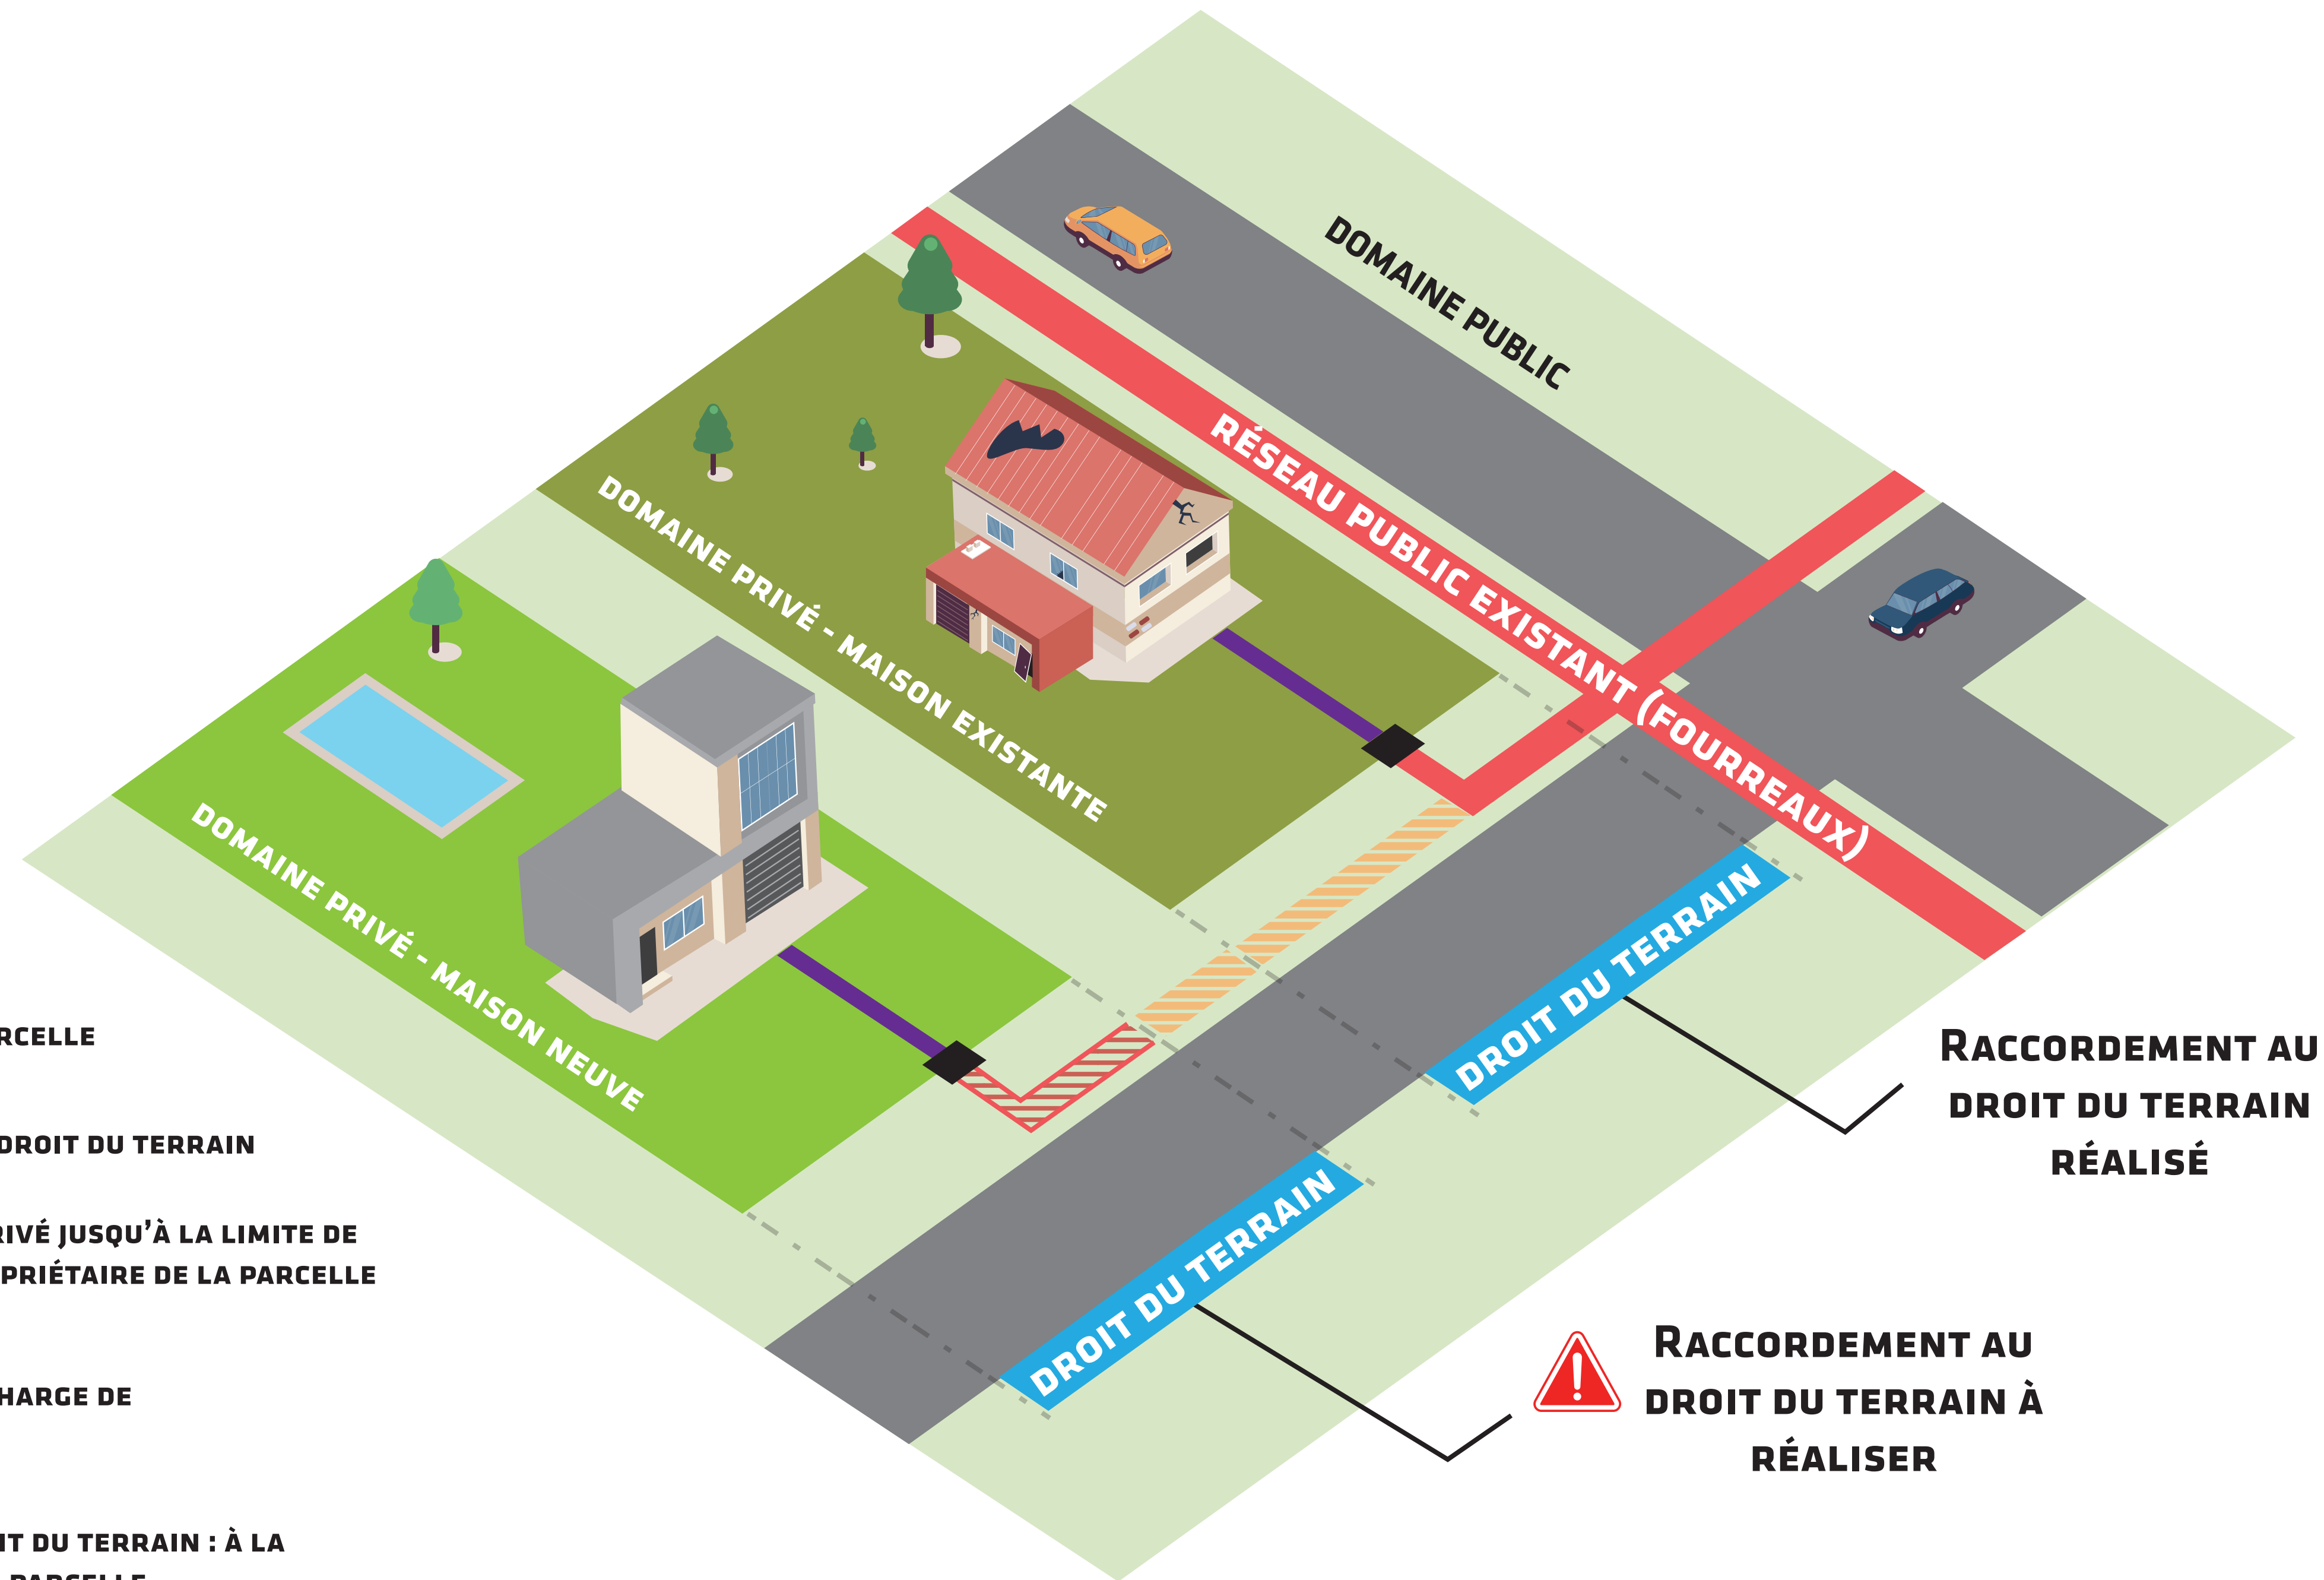 DOMAINE PUBLIC
RÉSEAU PUBLIC EXISTANT (FOURREAUX)
DOMAINE PRIVÉ - MAISON EXISTANTE
DOMAINE PRIVÉ - MAISON NEUVE
DROIT DU TERRAIN
DROIT DU TERRAIN
RACCORDEMENT AU
DROIT DU TERRAIN
RÉALISÉ
RACCORDEMENT AU
DROIT DU TERRAIN À
RÉALISER
RCELLE
DROIT DU TERRAIN
RIVÉ JUSQU'À LA LIMITE DE
PRIÉTAIRE DE LA PARCELLE
HARGE DE
IT DU TERRAIN : À LA